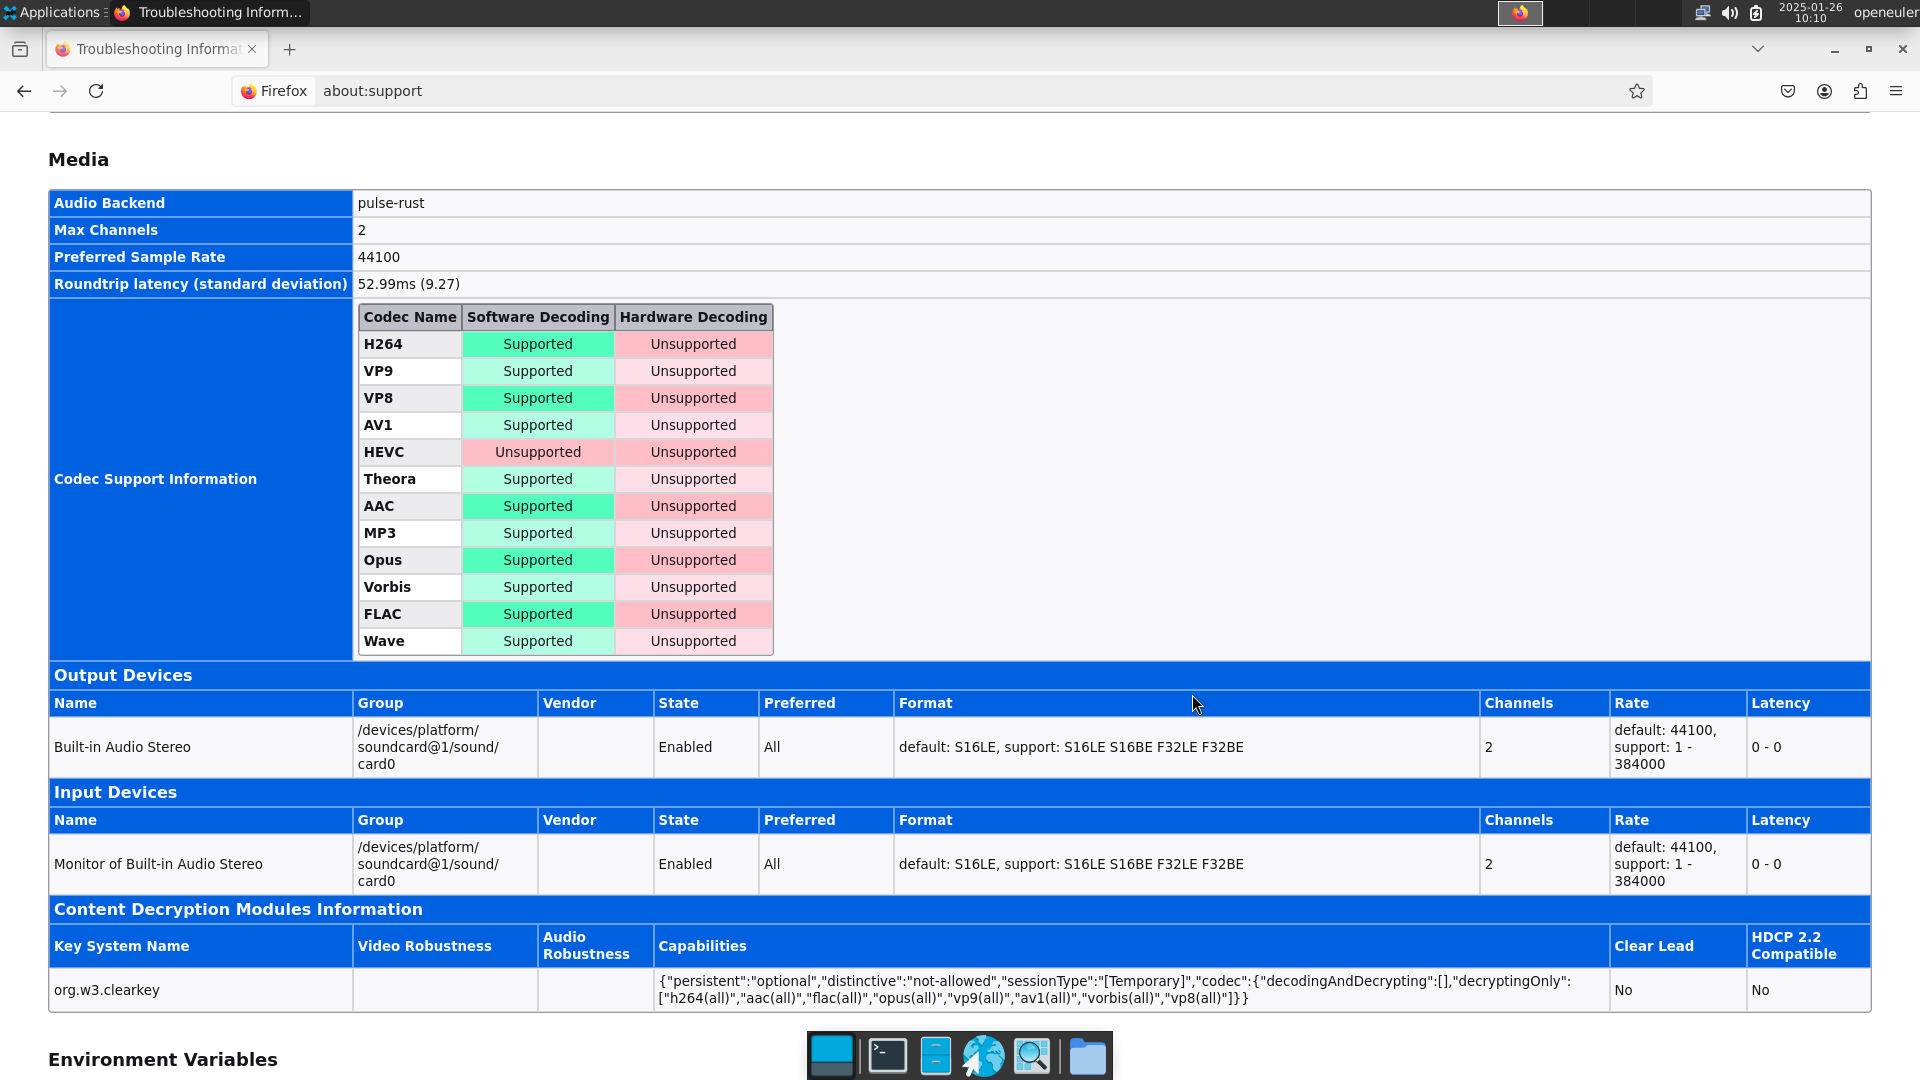 Applications
Troubleshooting Inform...
2025-01-26
10:10
openeuler
Troubleshooting Informat
Firefox
about:support
Media
Audio Backend pulse-rust
Max Channels 2
Preferred Sample Rate 44100
Roundtrip latency (standard deviation) 52.99ms (9.27)
Codec Support Information
Codec Name Software Decoding Hardware Decoding
H264 Supported Unsupported
VP9 Supported Unsupported
VP8 Supported Unsupported
AV1 Supported Unsupported
HEVC Unsupported Unsupported
Theora Supported Unsupported
AAC Supported Unsupported
MP3 Supported Unsupported
Opus Supported Unsupported
Vorbis Supported Unsupported
FLAC Supported Unsupported
Wave Supported Unsupported
Output Devices
Name Group Vendor State Preferred Format Channels Rate Latency
Built-in Audio Stereo
/devices/platform/
soundcard@1/sound/
card0
Enabled
All
default: S16LE, support: S16LE S16BE F32LE F32BE
2
default: 44100,
support: 1 -
384000
0 - 0
Input Devices
Name Group Vendor State Preferred Format Channels Rate Latency
Monitor of Built-in Audio Stereo
/devices/platform/
soundcard@1/sound/
card0
Enabled
All
default: S16LE, support: S16LE S16BE F32LE F32BE
2
default: 44100,
support: 1 -
384000
0 - 0
Content Decryption Modules Information
Key System Name
Video Robustness
Audio
Robustness
Capabilities
Clear Lead
HDCP 2.2
Compatible
org.w3.clearkey
{"persistent":"optional","distinctive":"not-allowed","sessionType":"[Temporary]","codec":{"decodingAndDecrypting":[],"decryptingOnly":
["h264(all)","aac(all)","flac(all)","opus(all)","vp9(all)","av1(all)","vorbis(all)","vp8(all)"]}}
No
No
Environment Variables